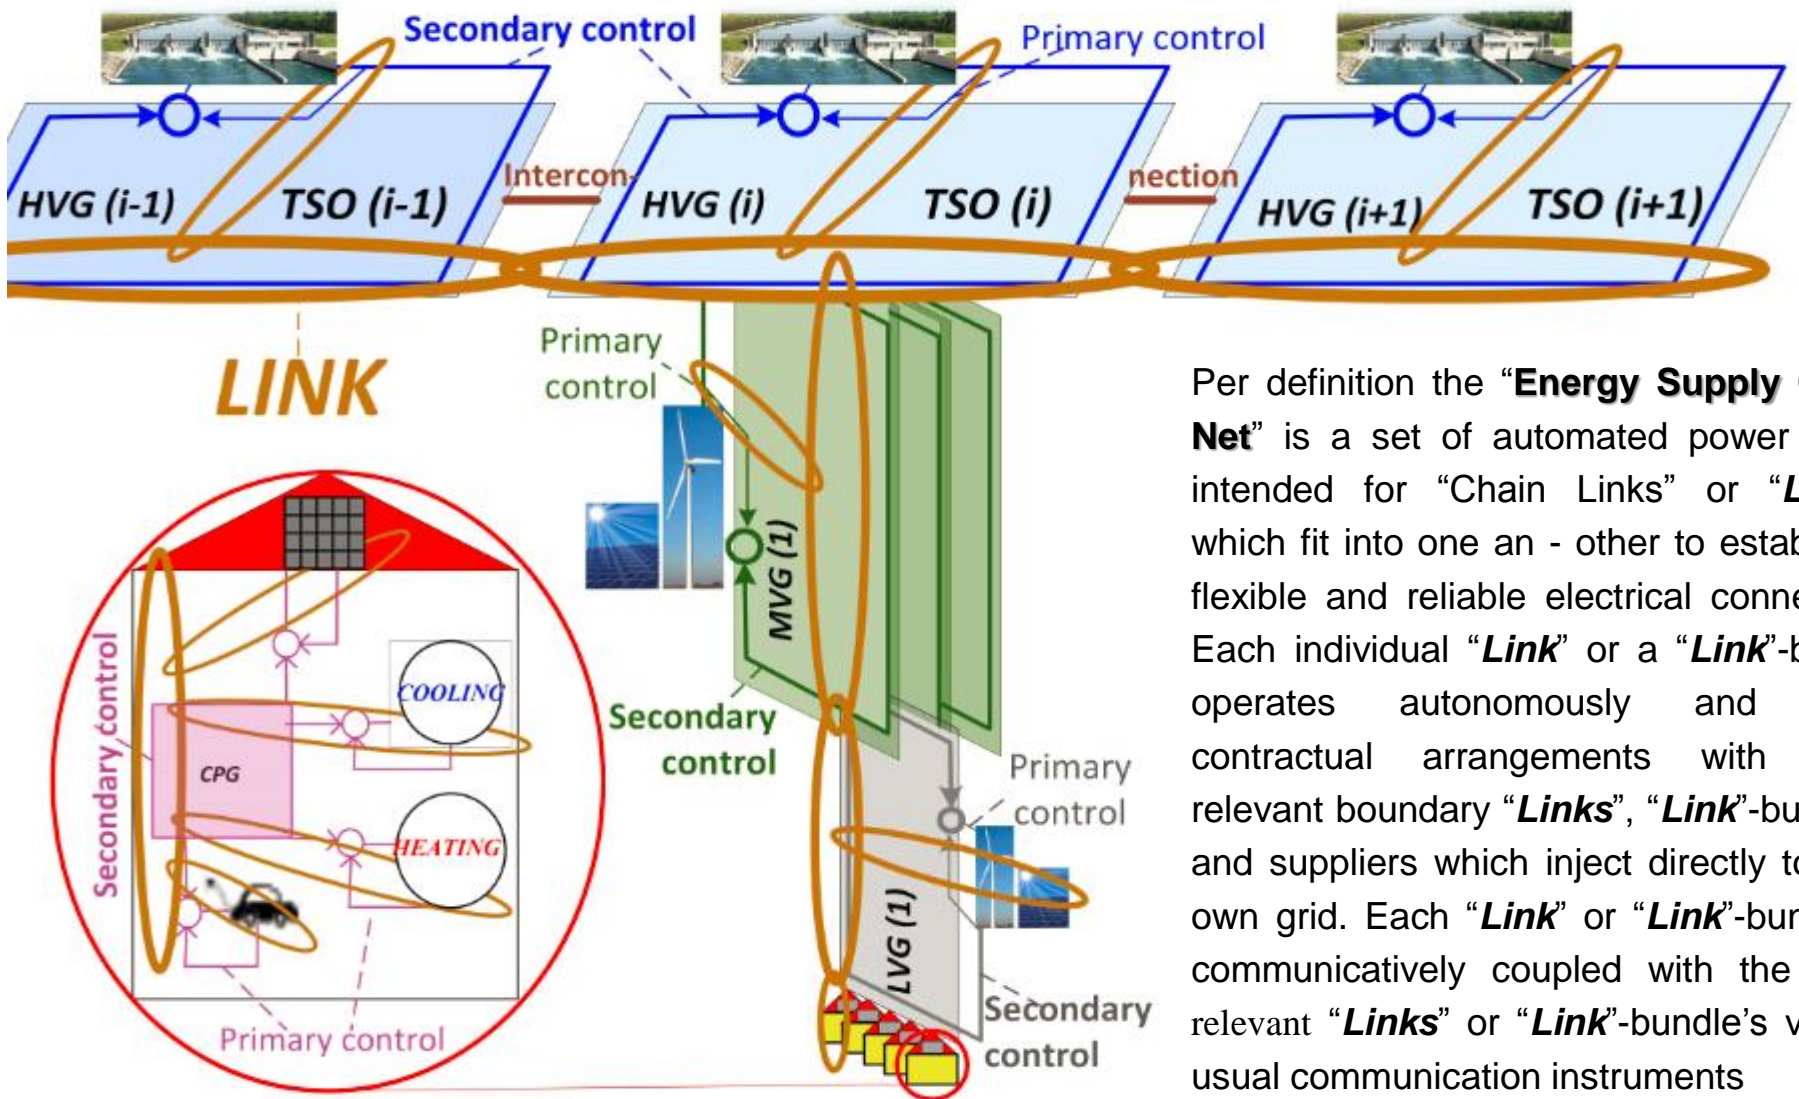 Secondary control
Primary control
HVG (i-1)
TSO (i-1)
Intercon-
HVG (i)
TSO (i)
nection
HVG (i+1)
TSO (i+1)
LINK
Primary
control
MVG (1)
Secondary
control
Primary
control
LVG (1)
Secondary
control
Secondary control
COOLING
CPG
HEATING
Primary control
Per definition the “Energy Supply
Net” is a set of automated power
intended for “Chain Links” or “
which fit into one an - other to
flexible and reliable electrical
Each individual “Link” or a “Link”-
operates autonomously and
contractual arrangements with
relevant boundary “Links”, “Link”-
and suppliers which inject directly
own grid. Each “Link” or “Link”-
communicatively coupled with the
relevant “Links” or “Link”-bundle’s
usual communication instruments